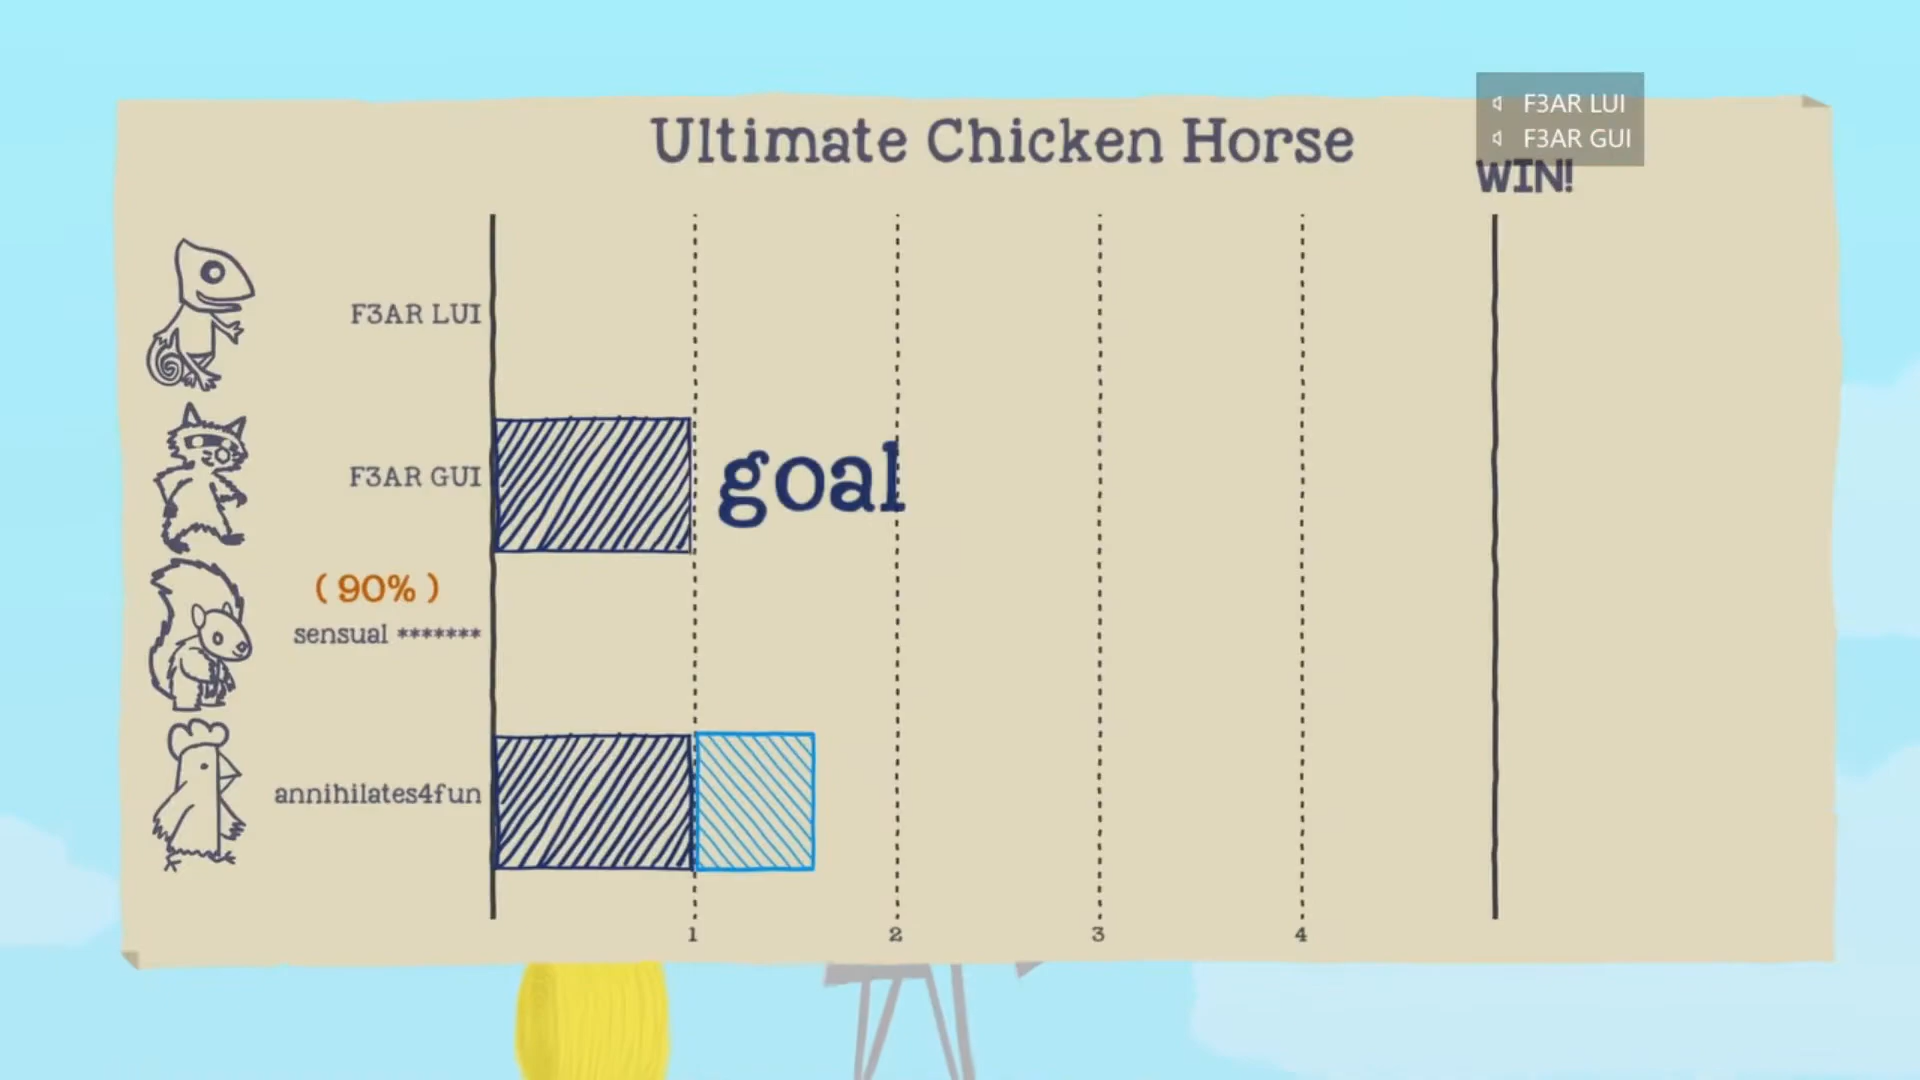 F3AR LUI
F3AR GUI
Ultimate Chicken Horse
WIN!
F3AR LUI
F3AR GUI
goal
( 90% )
sensual *******
annihilates4fun
1 2 3 4